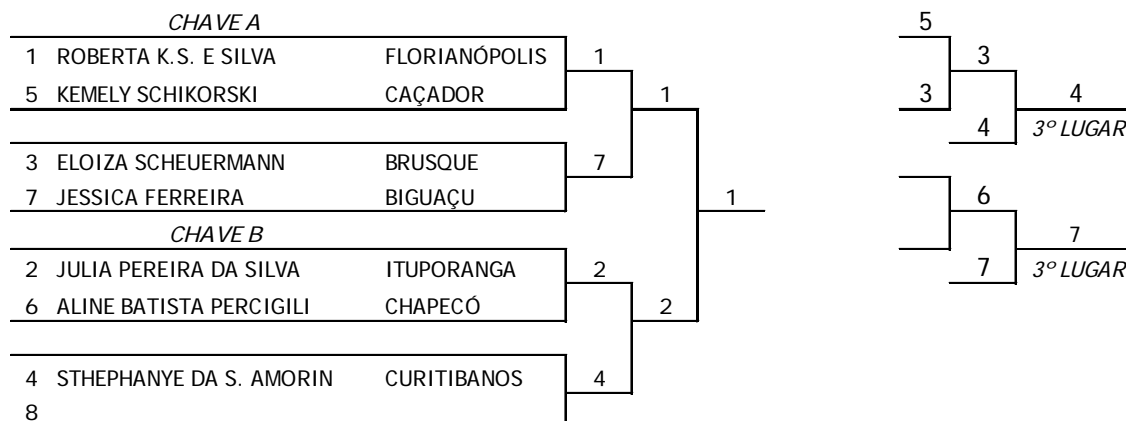 CHAVE A
1 ROBERTA K.S. E SILVA FLORIANÓPOLIS
5 KEMELY SCHIKORSKI CAÇADOR
3 ELOIZA SCHEUERMANN BRUSQUE
7 JESSICA FERREIRA BIGUAÇU
CHAVE B
2 JULIA PEREIRA DA SILVA ITUPORANGA
6 ALINE BATISTA PERCIGILI CHAPECÓ
4 STHEPHANYE DA S. AMORIN CURITIBANOS
8
1
7
2
4
1
2
1
5
3
3
4
4
3º LUGAR
6
7
7
3º LUGAR